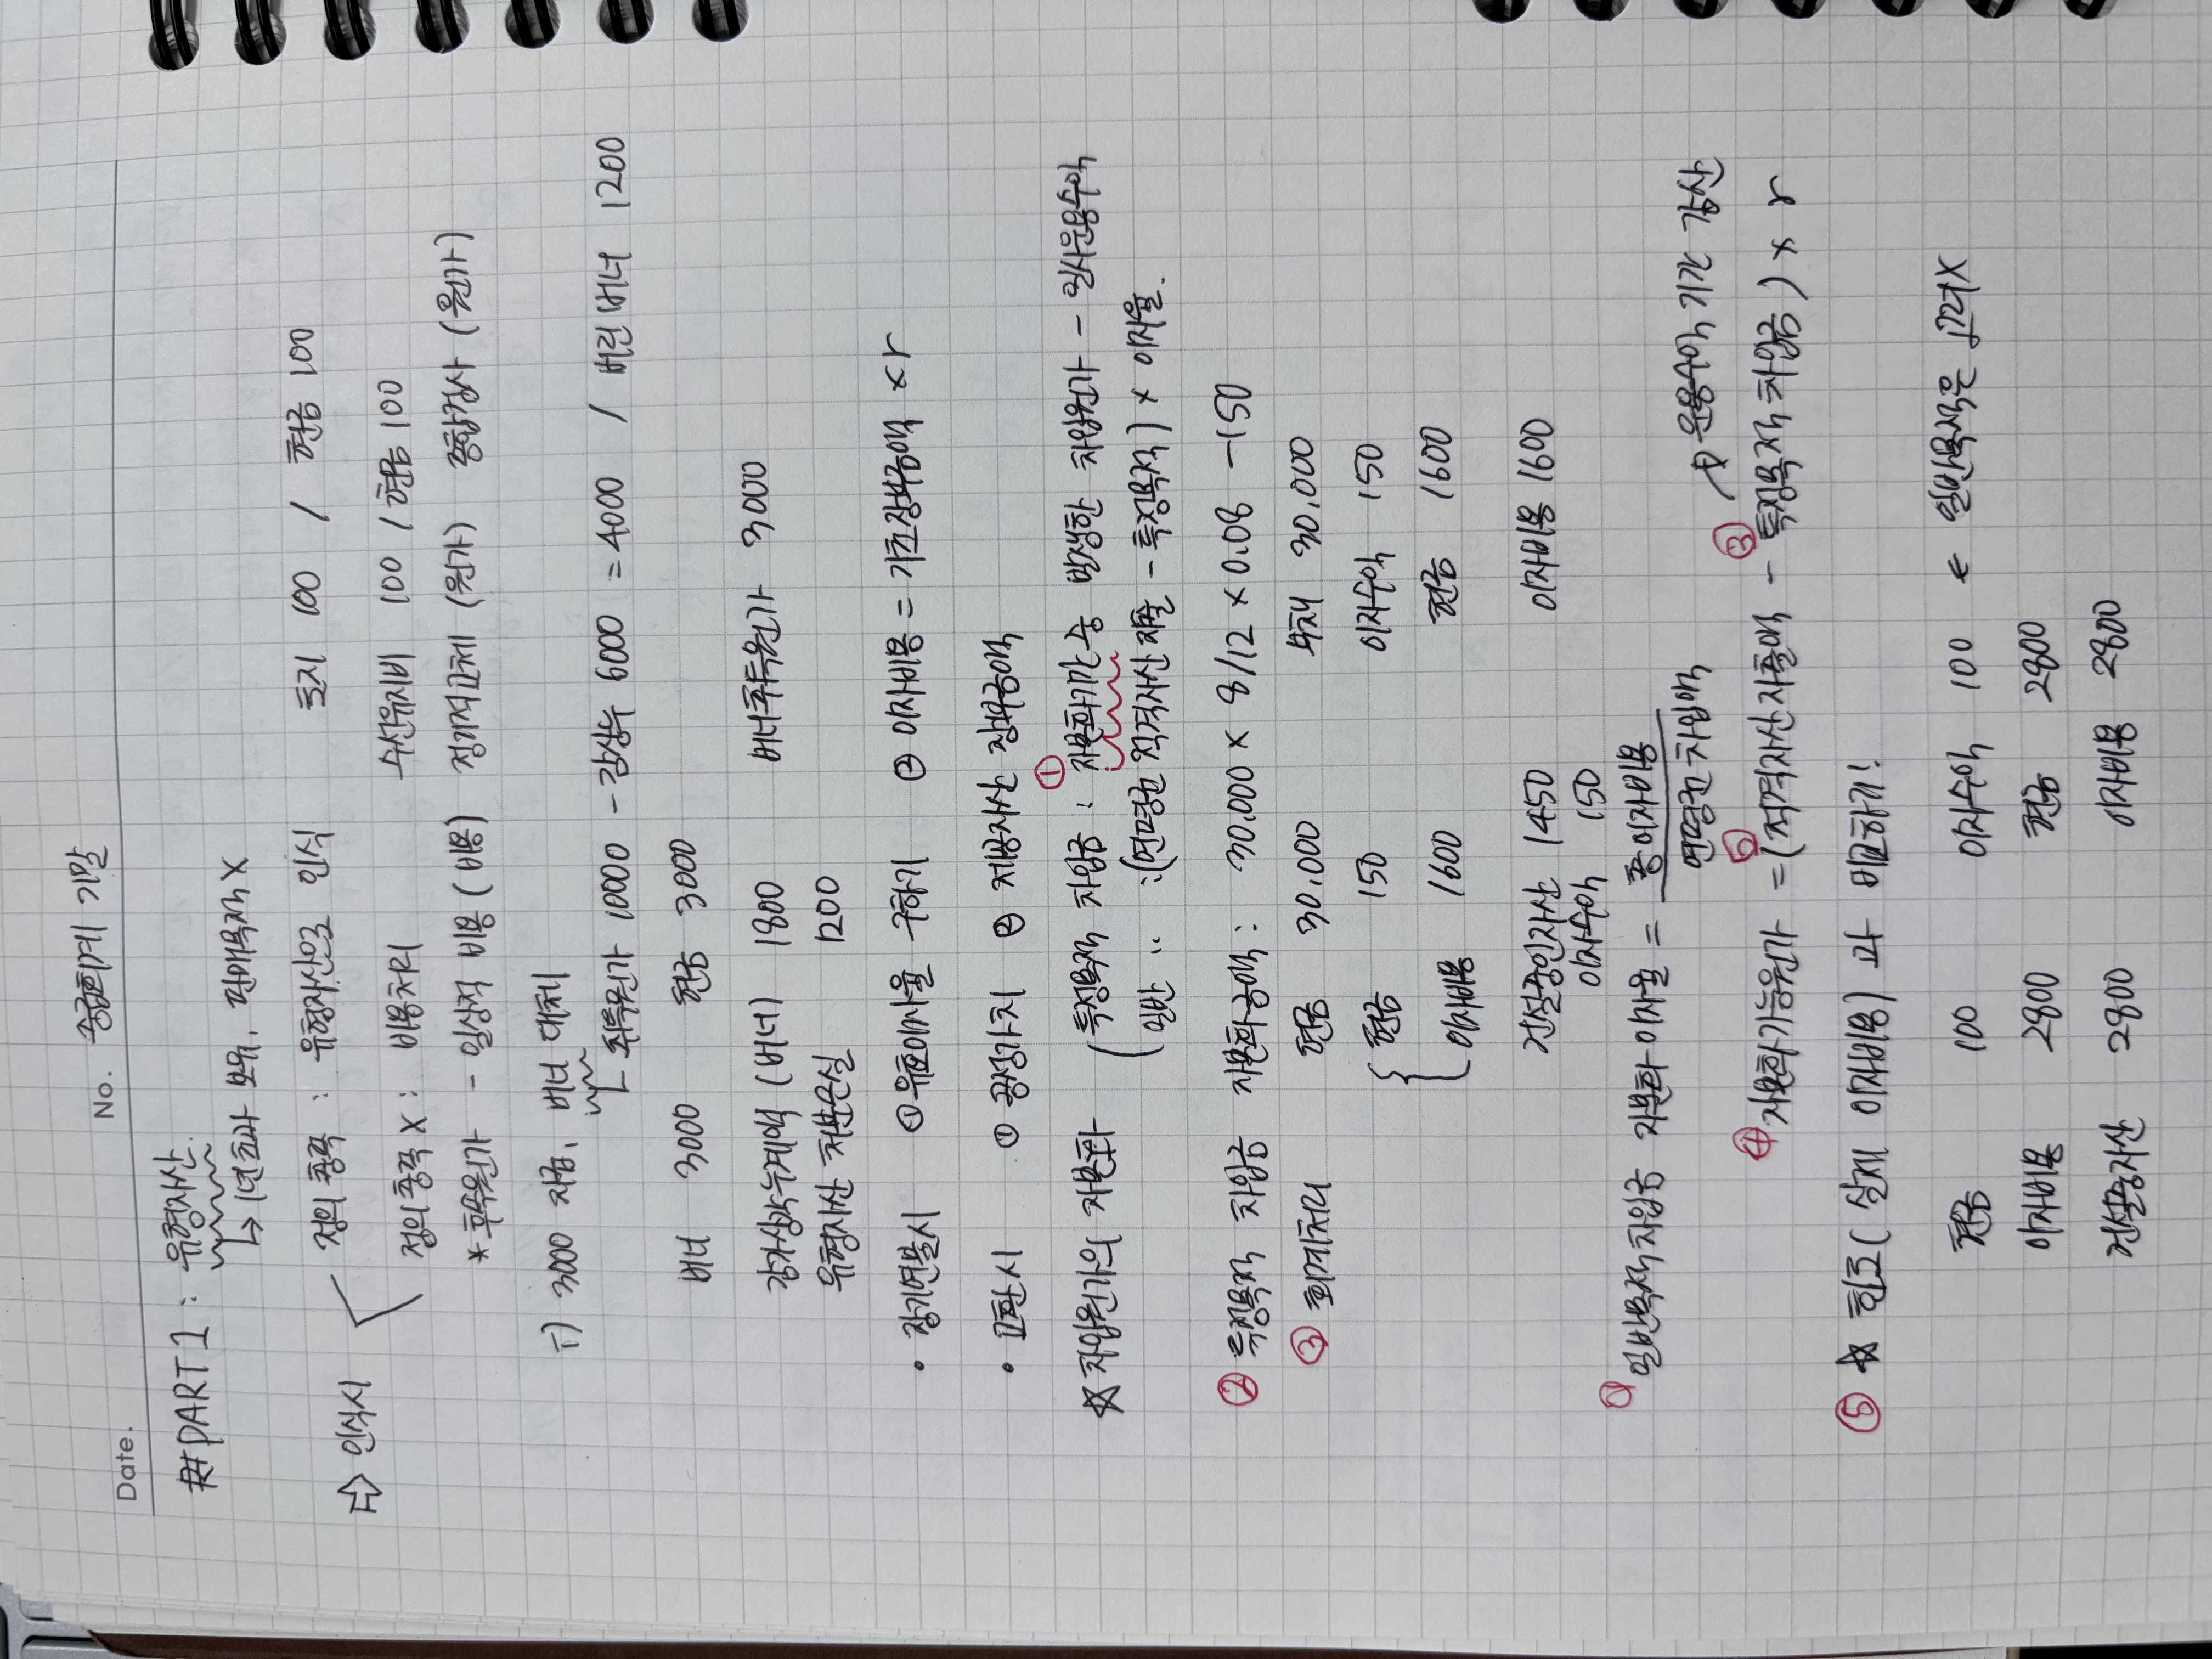 Date.
No. 중급회계 기말
#PART1 : 유형자산.
↳ 1년초과 보유, 판매목적 X
⇨ 인식시
정의 충족 : 유형자산으로 인식 토지 100 / 현금 100
정의 충족 X : 비용처리 수선유지비 100 / 현금 100
* 후속원가 - 일상적 비용 (비용) 정기적교체 (원가) 종합검사 (원가)
i) 3000 지급, 버너 대체
취득원가 10000 - 감상누 6000 = 4000 / 버린 버너 1200
버너 3000 현금 3000
감가상각누계액 (버너) 1800 버너취득원가 3000
유형자산 처분손실 1200
• 장기연불시 ① 유효이자율 구하기 ② 이자비용 = 기초장부금액 × r
• 교환시 ① 공정가치 ② 제공자산 장부금액
☆ 차입원가의 자본화
특정목적 차입금 : ① 자본화기간 중 발생한 차입원가 - 일시운용수익
일반 〃 : (연평균 적격자산 지출 - 특정목적) × 이자율.
② 특정목적 차입금 자본화금액 : 30.000 × 8/12 × 0.08 - 150
③ 회계처리 현금 30.000 부채 30.000
현금 150 이자수익 150
이자비용 1600 현금 1600
건설중인자산 1450 이자비용 1600
이자수익 150
일반목적차입금 자본화이자율 = 총이자비용
연평균 차입액
→ 운용수익 기간 감산
④ 자본화가능원가 = (적격자산지출액 - ③ 특정목적차입금) × r
⑤ ☆ 한도 (실제 이자비용) 과 비교하기!
현금 100 이자수익 100 ← 일반목적은 고려X
이자비용 2800 현금 2800
건설중자산 2800 이자비용 2800